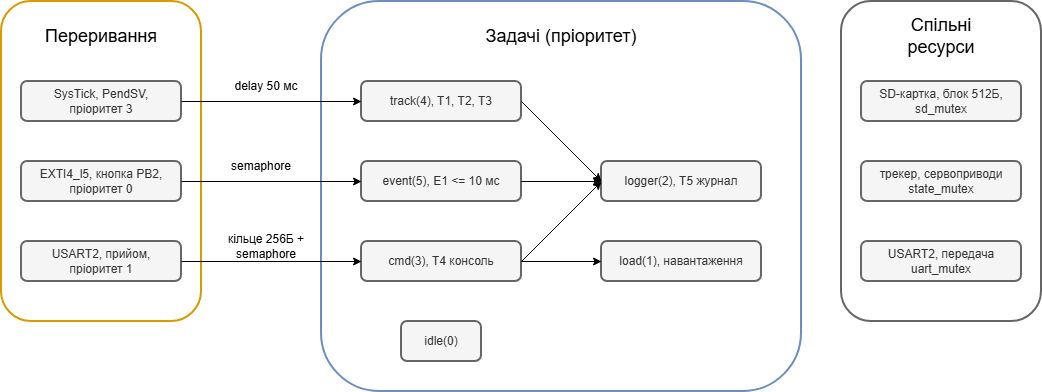 Переривання
SysTick, PendSV,
пріоритет 3
EXTI4_I5, кнопка PB2,
пріоритет 0
USART2, прийом,
пріоритет 1
delay 50 мс
semaphore
кільце 256Б +
semaphore
Задачі (пріоритет)
track(4), T1, T2, T3
event(5), E1 <= 10 мс
cmd(3), T4 консоль
logger(2), T5 журнал
load(1), навантаження
idle(0)
Спільні
ресурси
SD-картка, блок 512Б,
sd_mutex
трекер, сервоприводи
state_mutex
USART2, передача
uart_mutex